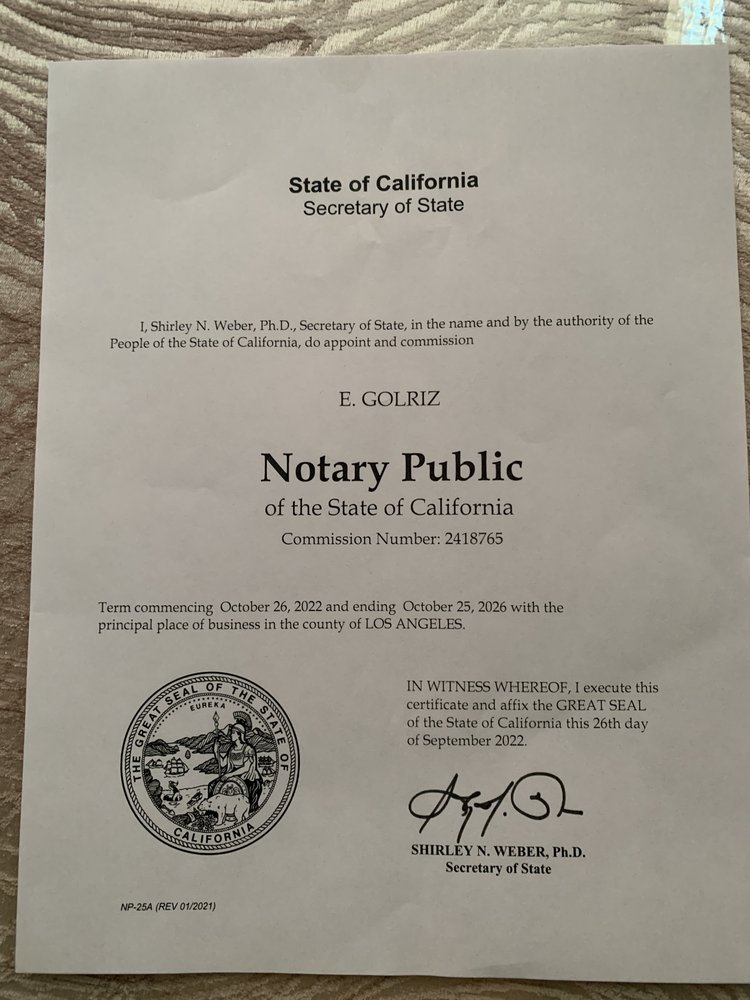 State of California
Secretary of State
I, Shirley N. Weber, Ph.D., Secretary of State, in the name and by the authority of the
People of the State of California, do appoint and commission
E. GOLRIZ
Notary Public
of the State of California
Commission Number: 2418765
Term commencing October 26, 2022 and ending October 25, 2026 with the
principal place of business in the county of LOS ANGELES.
THE GREAT SEAL OF THE STATE OF
EUREKA
CALIFORNIA
IN WITNESS WHEREOF, I execute this
certificate and affix the GREAT SEAL
of the State of California this 26th day
of September 2022.
SHIRLEY N. WEBER, Ph.D.
Secretary of State
NP-25A (REV 01/2021)